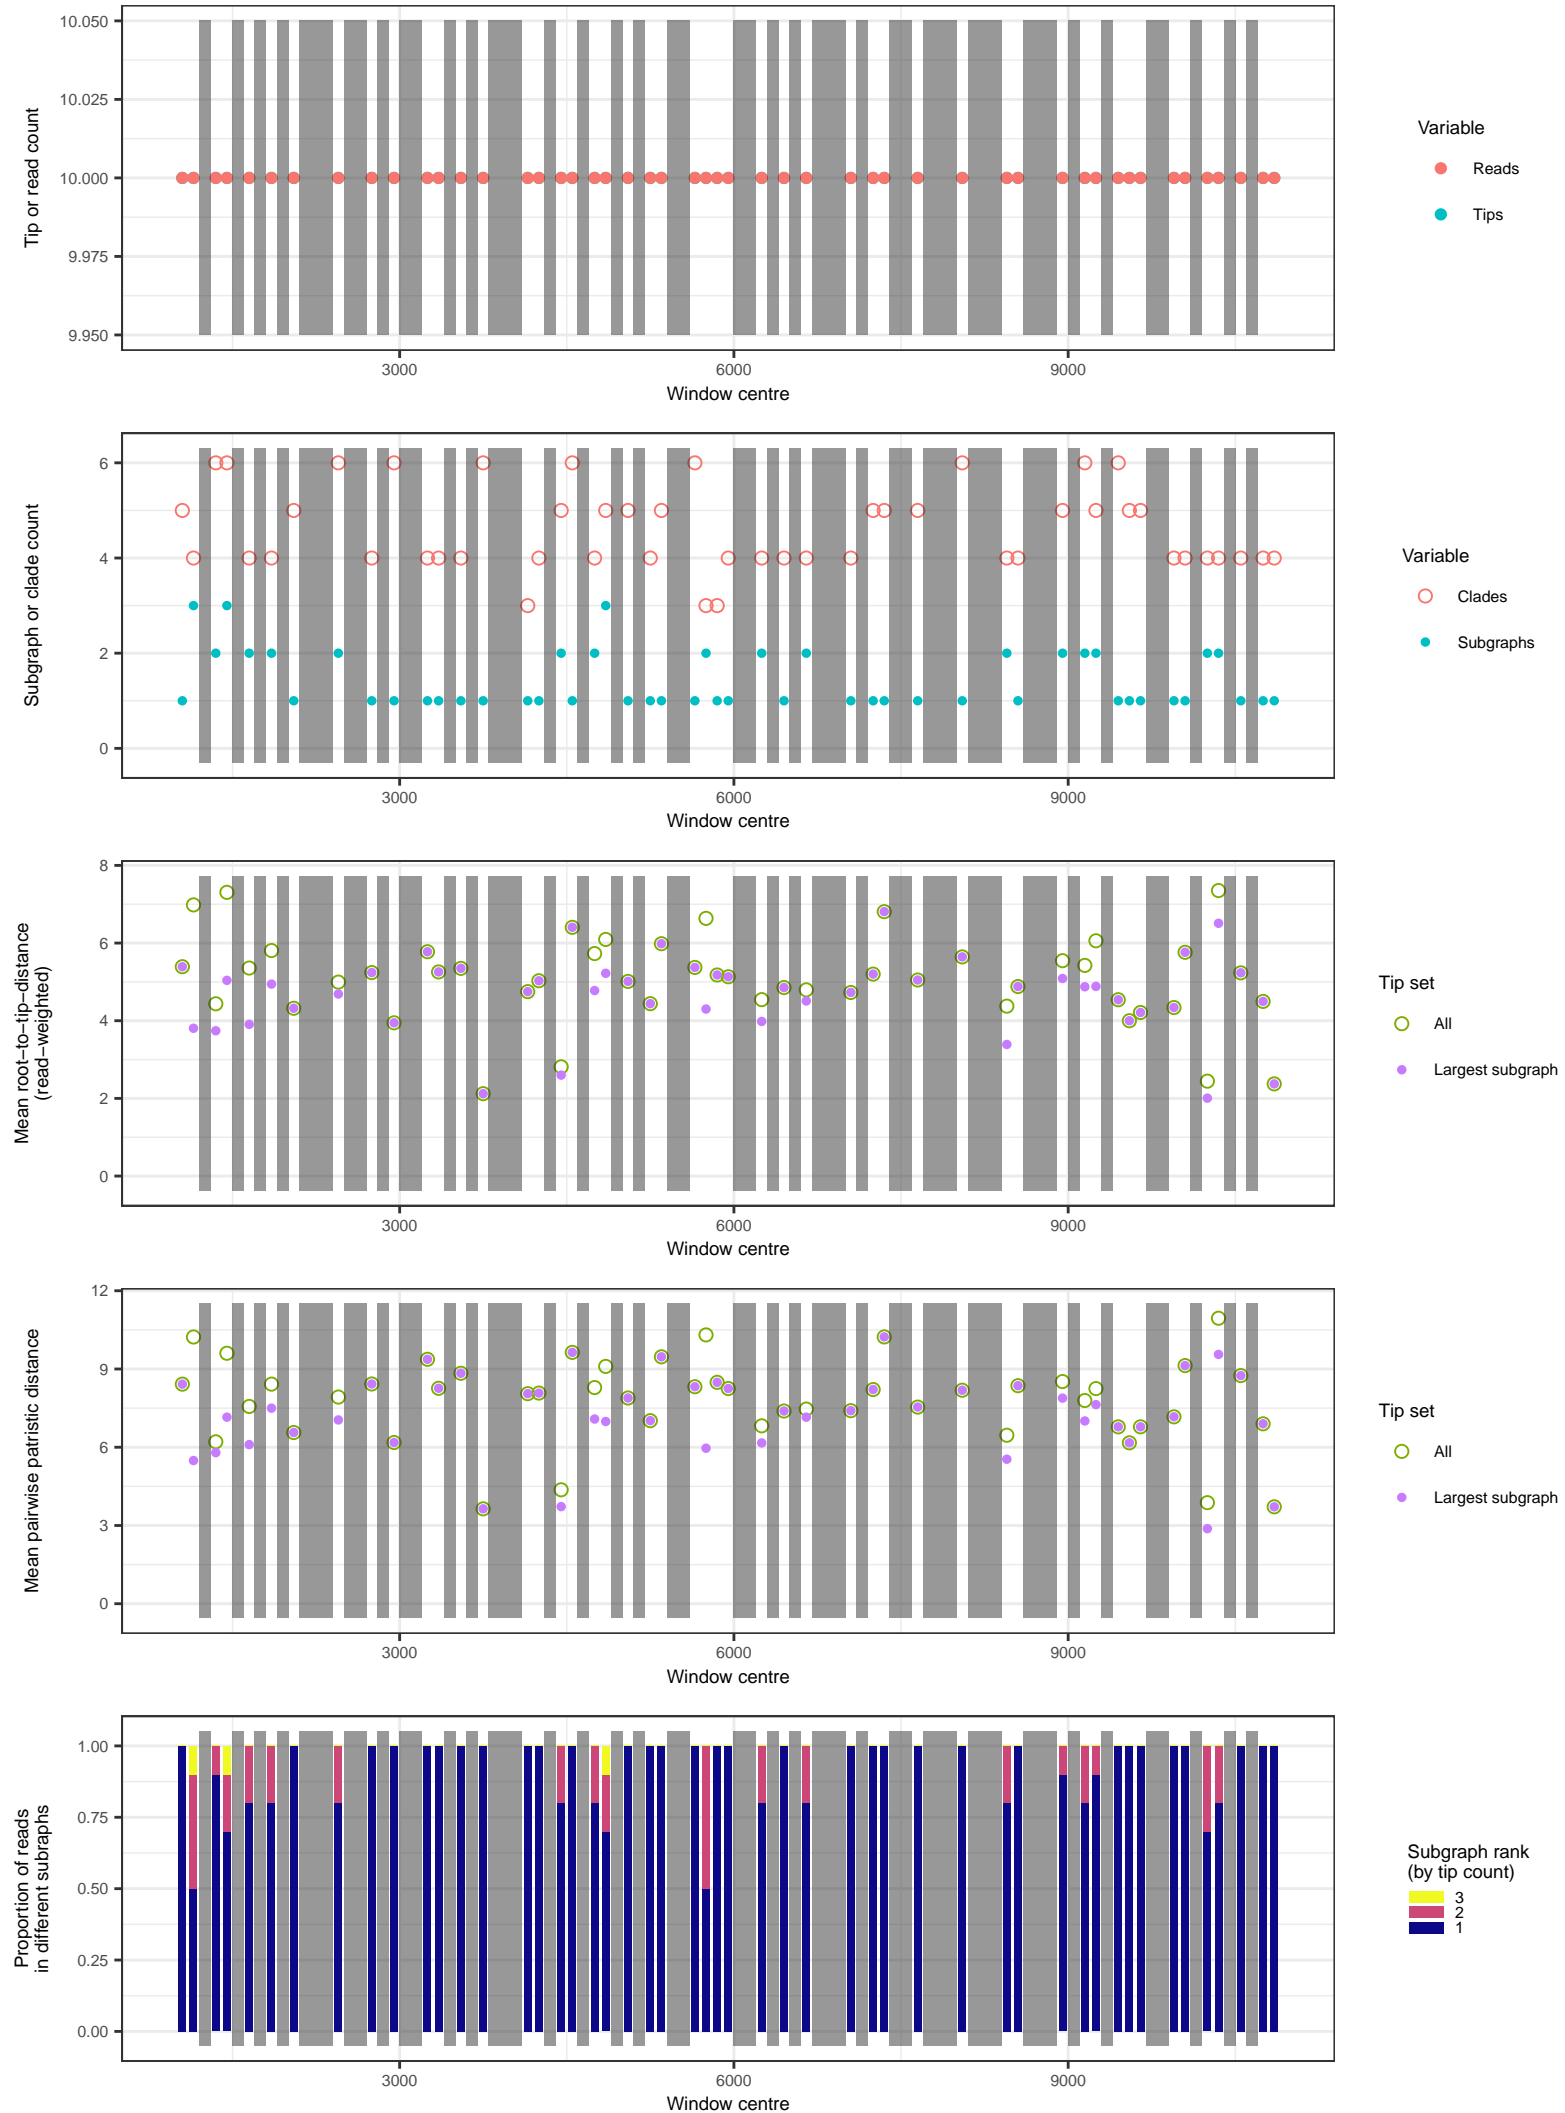 10.050
10.025
10.000
9.975
9.950
Tip or read count
3000
6000
9000
Window centre
Variable
Reads
Tips
6
4
2
0
Subgraph or clade count
3000
6000
9000
Window centre
Variable
Clades
Subgraphs
8
6
4
2
0
Mean root−to−tip−distance
(read−weighted)
3000
6000
9000
Window centre
Tip set
All
Largest subgraph
12
9
6
3
0
Mean pairwise patristic distance
3000
6000
9000
Window centre
Tip set
All
Largest subgraph
1.00
0.75
0.50
0.25
0.00
Proportion of reads
in different subraphs
3000
6000
9000
Window centre
Subgraph rank
(by tip count)
3
2
1